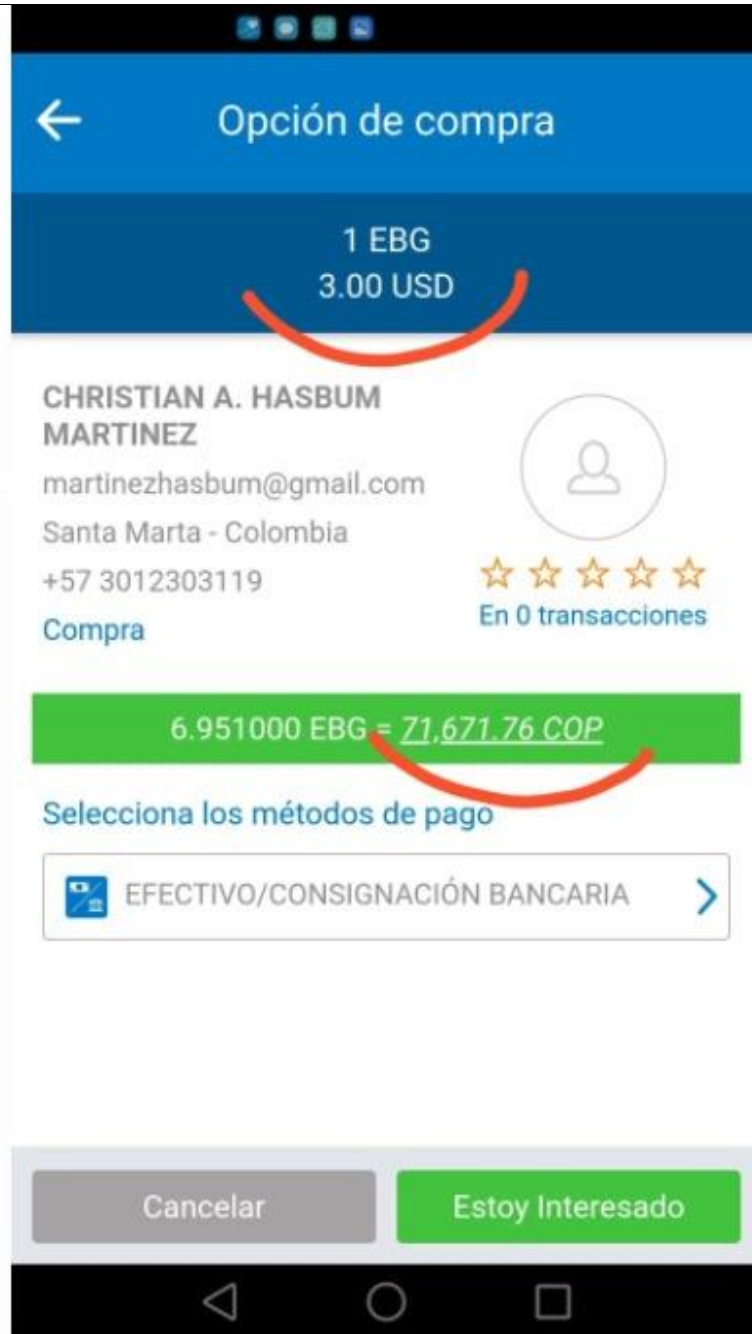 Opción de compra
1 EBG
3.00 USD
CHRISTIAN A. HASBUM
MARTINEZ
martinezhasbum@gmail.com
Santa Marta - Colombia
+57 3012303119
Compra
En 0 transacciones
6.951000 EBG = 71,671.76 COP
Selecciona los métodos de pago
EFECTIVO/CONSIGNACIÓN BANCARIA
Cancelar
Estoy Interesado